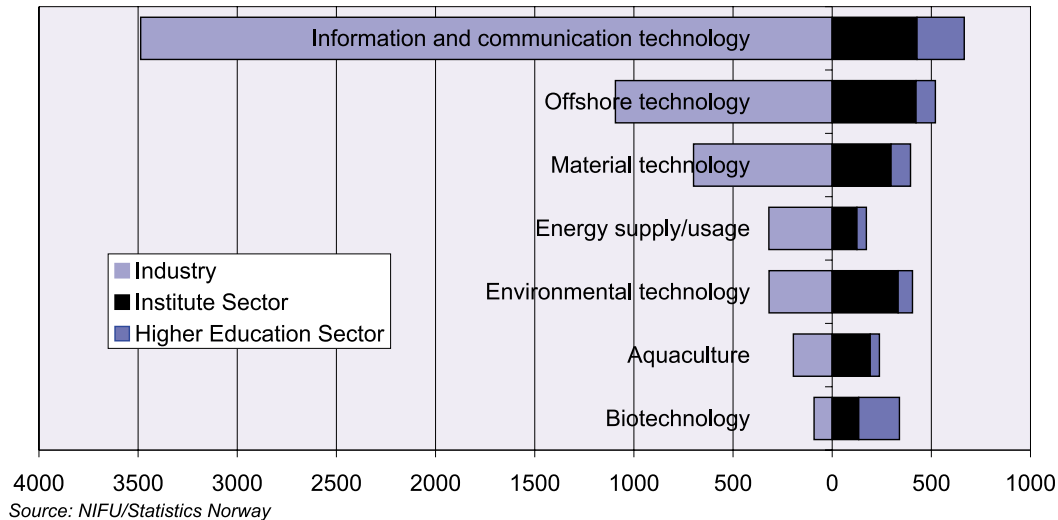 Information and communication technology
Offshore technology
Material technology
Energy supply/usage
Environmental technology
Aquaculture
Biotechnology
Industry
Institute Sector
Higher Education Sector
4000 3500 3000 2500 2000 1500 1000 500 0 500 1000
Source: NIFU/Statistics Norway